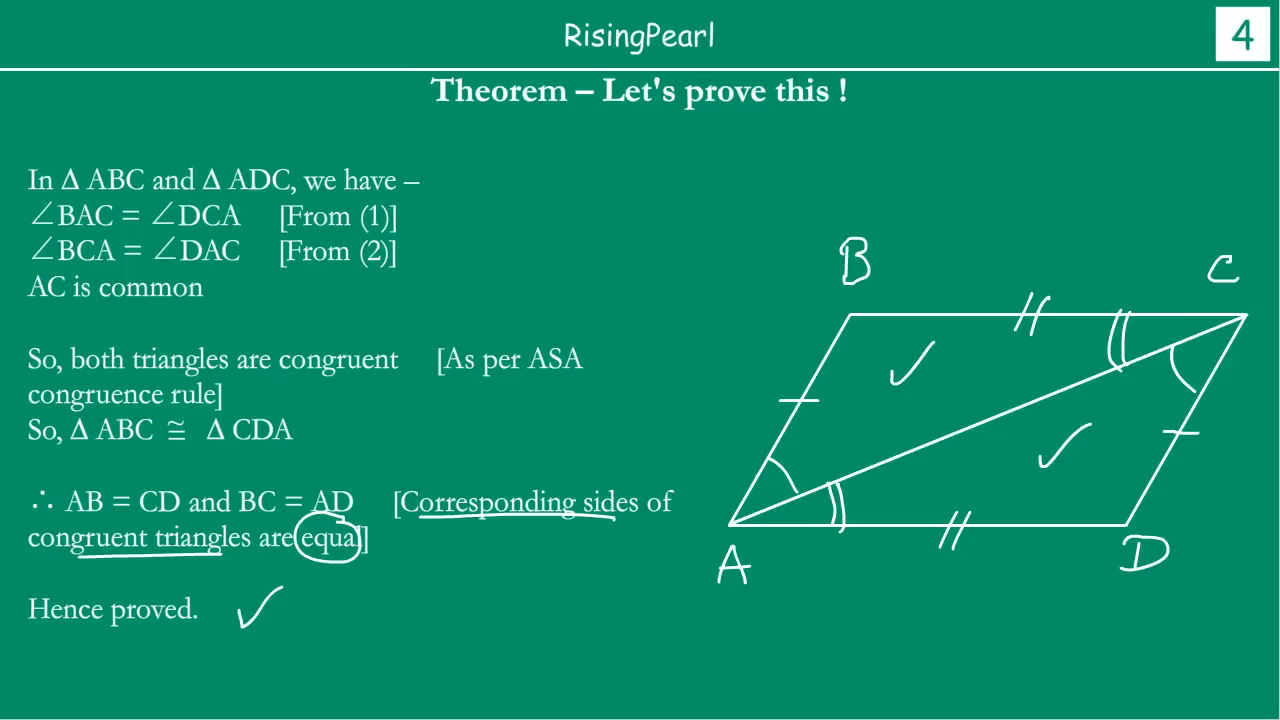 RisingPearl
4
Theorem – Let's prove this !
In Δ ABC and Δ ADC, we have –
∠BAC = ∠DCA [From (1)]
∠BCA = ∠DAC [From (2)]
AC is common
So, both triangles are congruent [As per ASA
congruence rule]
So, Δ ABC ≅ Δ CDA
∴ AB = CD and BC = AD [Corresponding sides of
congruent triangles are equal]
Hence proved.
B
C
A
D